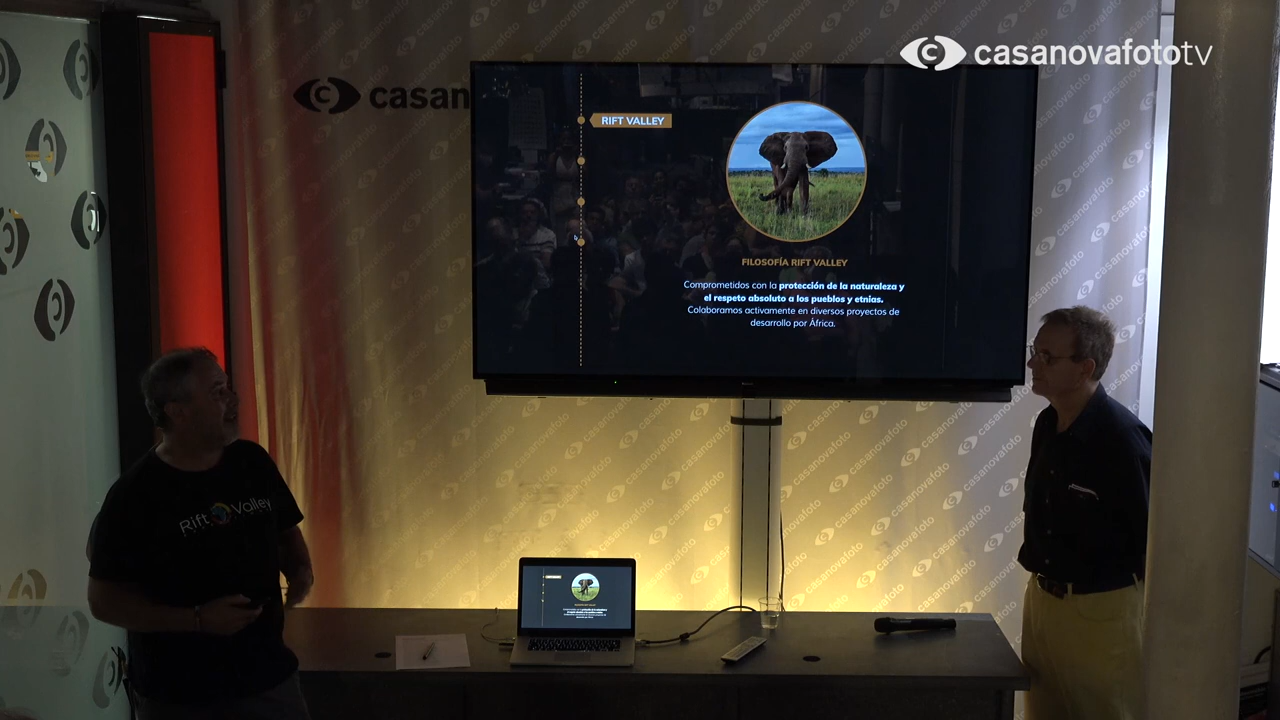 casanovafototv
casan
RIFT VALLEY
FILOSOFÍA RIFT VALLEY
Comprometidos con la protección de la naturaleza y
el respeto absoluto a los pueblos y etnias.
Colaboramos activamente en diversos proyectos de
desarrollo por África.
Rift Valley
casanovafoto